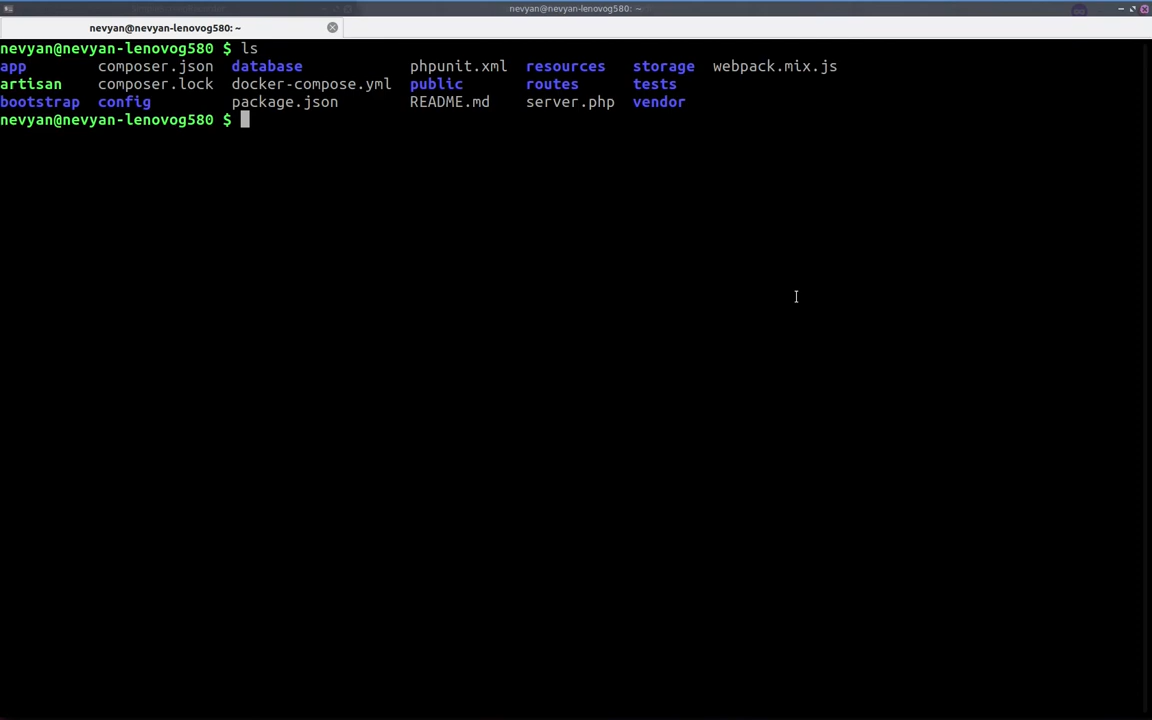 nevyan@nevyan-lenovog580: ~
nevyan@nevyan-lenovog580: ~
nevyan@nevyan-lenovog580 $ ls
app composer.json database phpunit.xml resources storage webpack.mix.js
artisan composer.lock docker-compose.yml public routes tests
bootstrap config package.json README.md server.php vendor
nevyan@nevyan-lenovog580 $